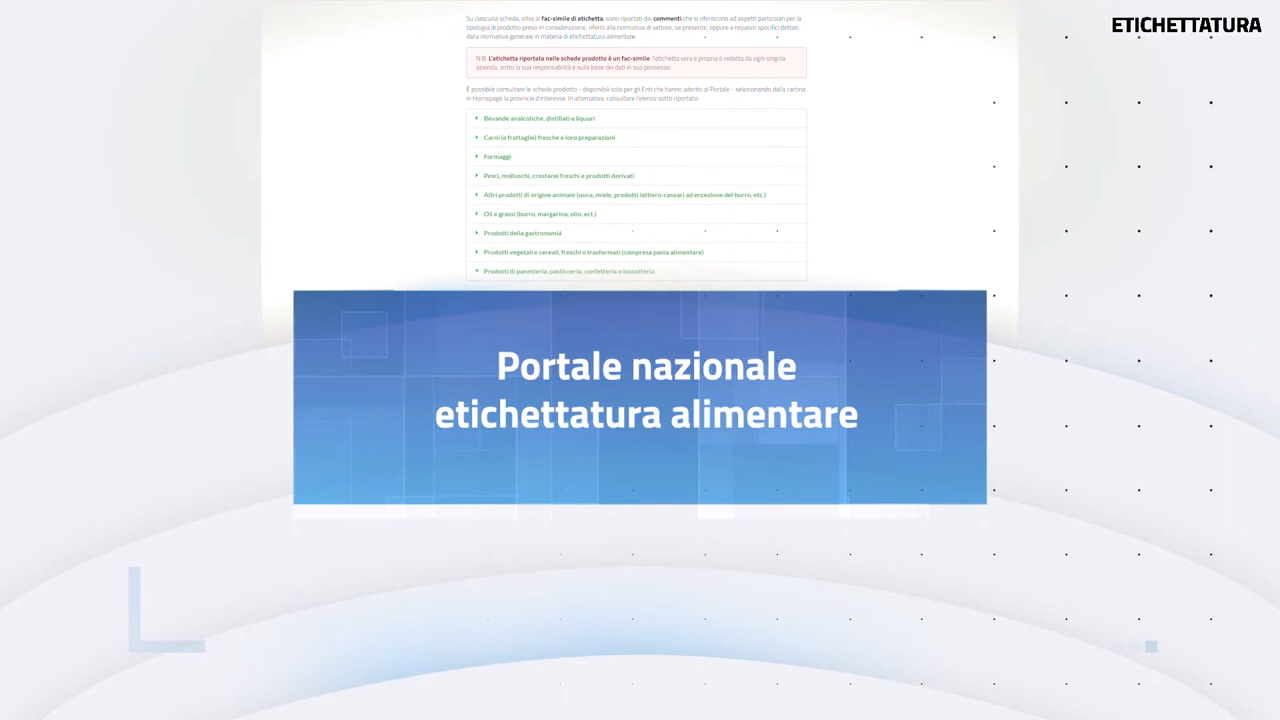 ETICHETTATURA
Su ciascuna scheda, oltre al fac-simile di etichetta, sono riportati dei commenti che si riferiscono ad aspetti particolari per la
tipologia di prodotto preso in considerazione, riferiti alla normativa di settore, se presente, oppure a requisiti specifici dettati
dalla normativa generale in materia di etichettatura alimentare.
N.B. L'etichetta riportata nelle schede prodotto è un fac-simile: l'etichetta vera e propria è redatta da ogni singola
azienda, sotto la sua responsabilità e sulla base dei dati in suo possesso.
È possibile consultare le schede prodotto - disponibili solo per gli Enti che hanno aderito al Portale - selezionando dalla cartina
in Homepage la provincia d'interesse. In alternativa, consultare l'elenco sotto riportato:
Bevande analcoliche, distillati e liquori
Carni (e frattaglie) fresche e loro preparazioni
Formaggi
Pesci, molluschi, crostacei freschi e prodotti derivati
Altri prodotti di origine animale (uova, miele, prodotti lattiero-caseari ad eccezione del burro, etc.)
Oli e grassi (burro, margarina, olio, ect.)
Prodotti della gastronomia
Prodotti vegetali e cereali, freschi o trasformati (compresa pasta alimentare)
Prodotti di panetteria, pasticceria, confetteria o biscotteria
Portale nazionale
etichettatura alimentare